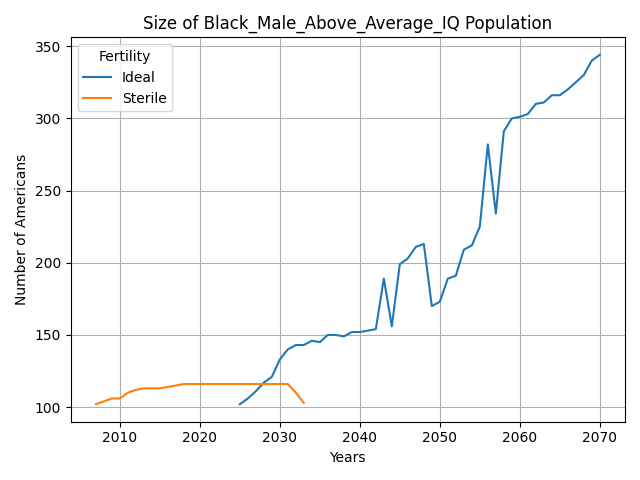 Size of Black_Male_Above_Average_IQ Population
Fertility
Ideal
Sterile
Number of Americans
350
300
250
200
150
100
2010 2020 2030 2040 2050 2060 2070
Years